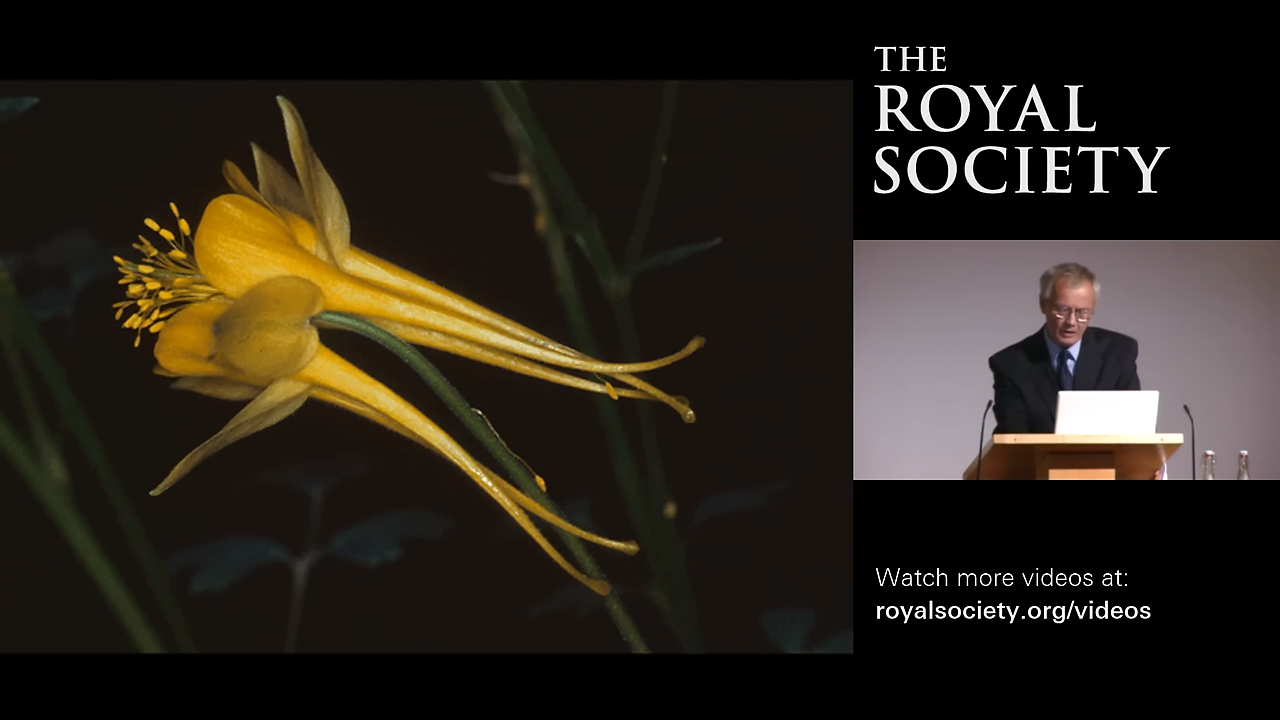 THE
ROYAL
SOCIETY
Watch more videos at:
royalsociety.org/videos